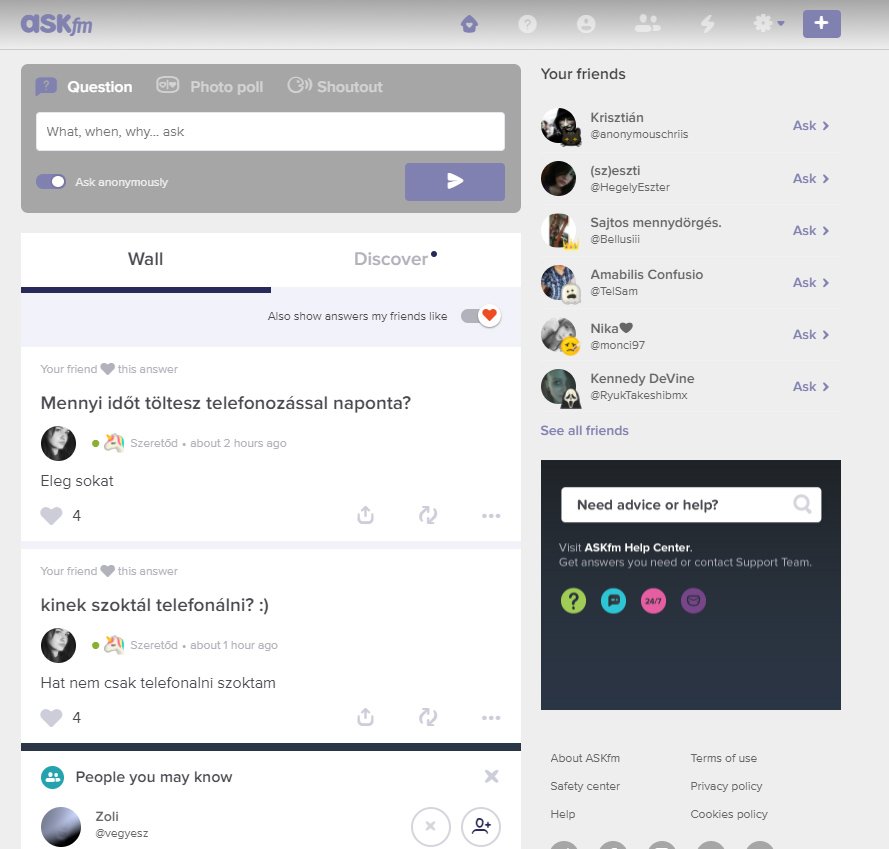 ASKfm
Question
Photo poll
Shoutout
What, when, why... ask
Ask anonymously
Wall
Discover
Also show answers my friends like
Your friend this answer
Mennyi időt töltesz telefonozással naponta?
Szeretőd • about 2 hours ago
Eleg sokat
4
Your friend this answer
kinek szoktál telefonálni? :)
Szeretőd • about 1 hour ago
Hat nem csak telefonalni szoktam
4
People you may know
Zoli
@vegyesz
Your friends
Krisztián
@anonymouschriis
Ask
(sz)eszti
@HegelyEszter
Ask
Sajtos mennydörgés.
@Bellusiii
Ask
Amabilis Confusio
@TelSam
Ask
Nika
@monci97
Ask
Kennedy DeVine
@RyukTakeshibmx
Ask
See all friends
Need advice or help?
Visit ASKfm Help Center.
Get answers you need or contact Support Team.
24/7
About ASKfm
Terms of use
Safety center
Privacy policy
Help
Cookies policy